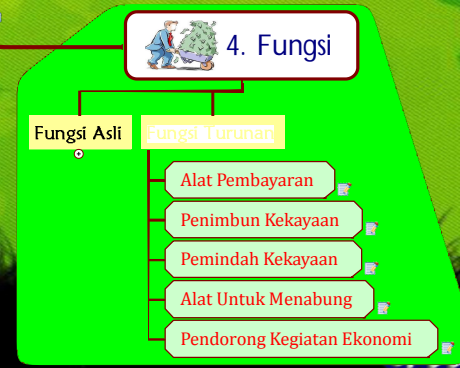 4. Fungsi
Fungsi Asli
Fungsi Turunan
Alat Pembayaran
Penimbun Kekayaan
Pemindah Kekayaan
Alat Untuk Menabung
Pendorong Kegiatan Ekonomi